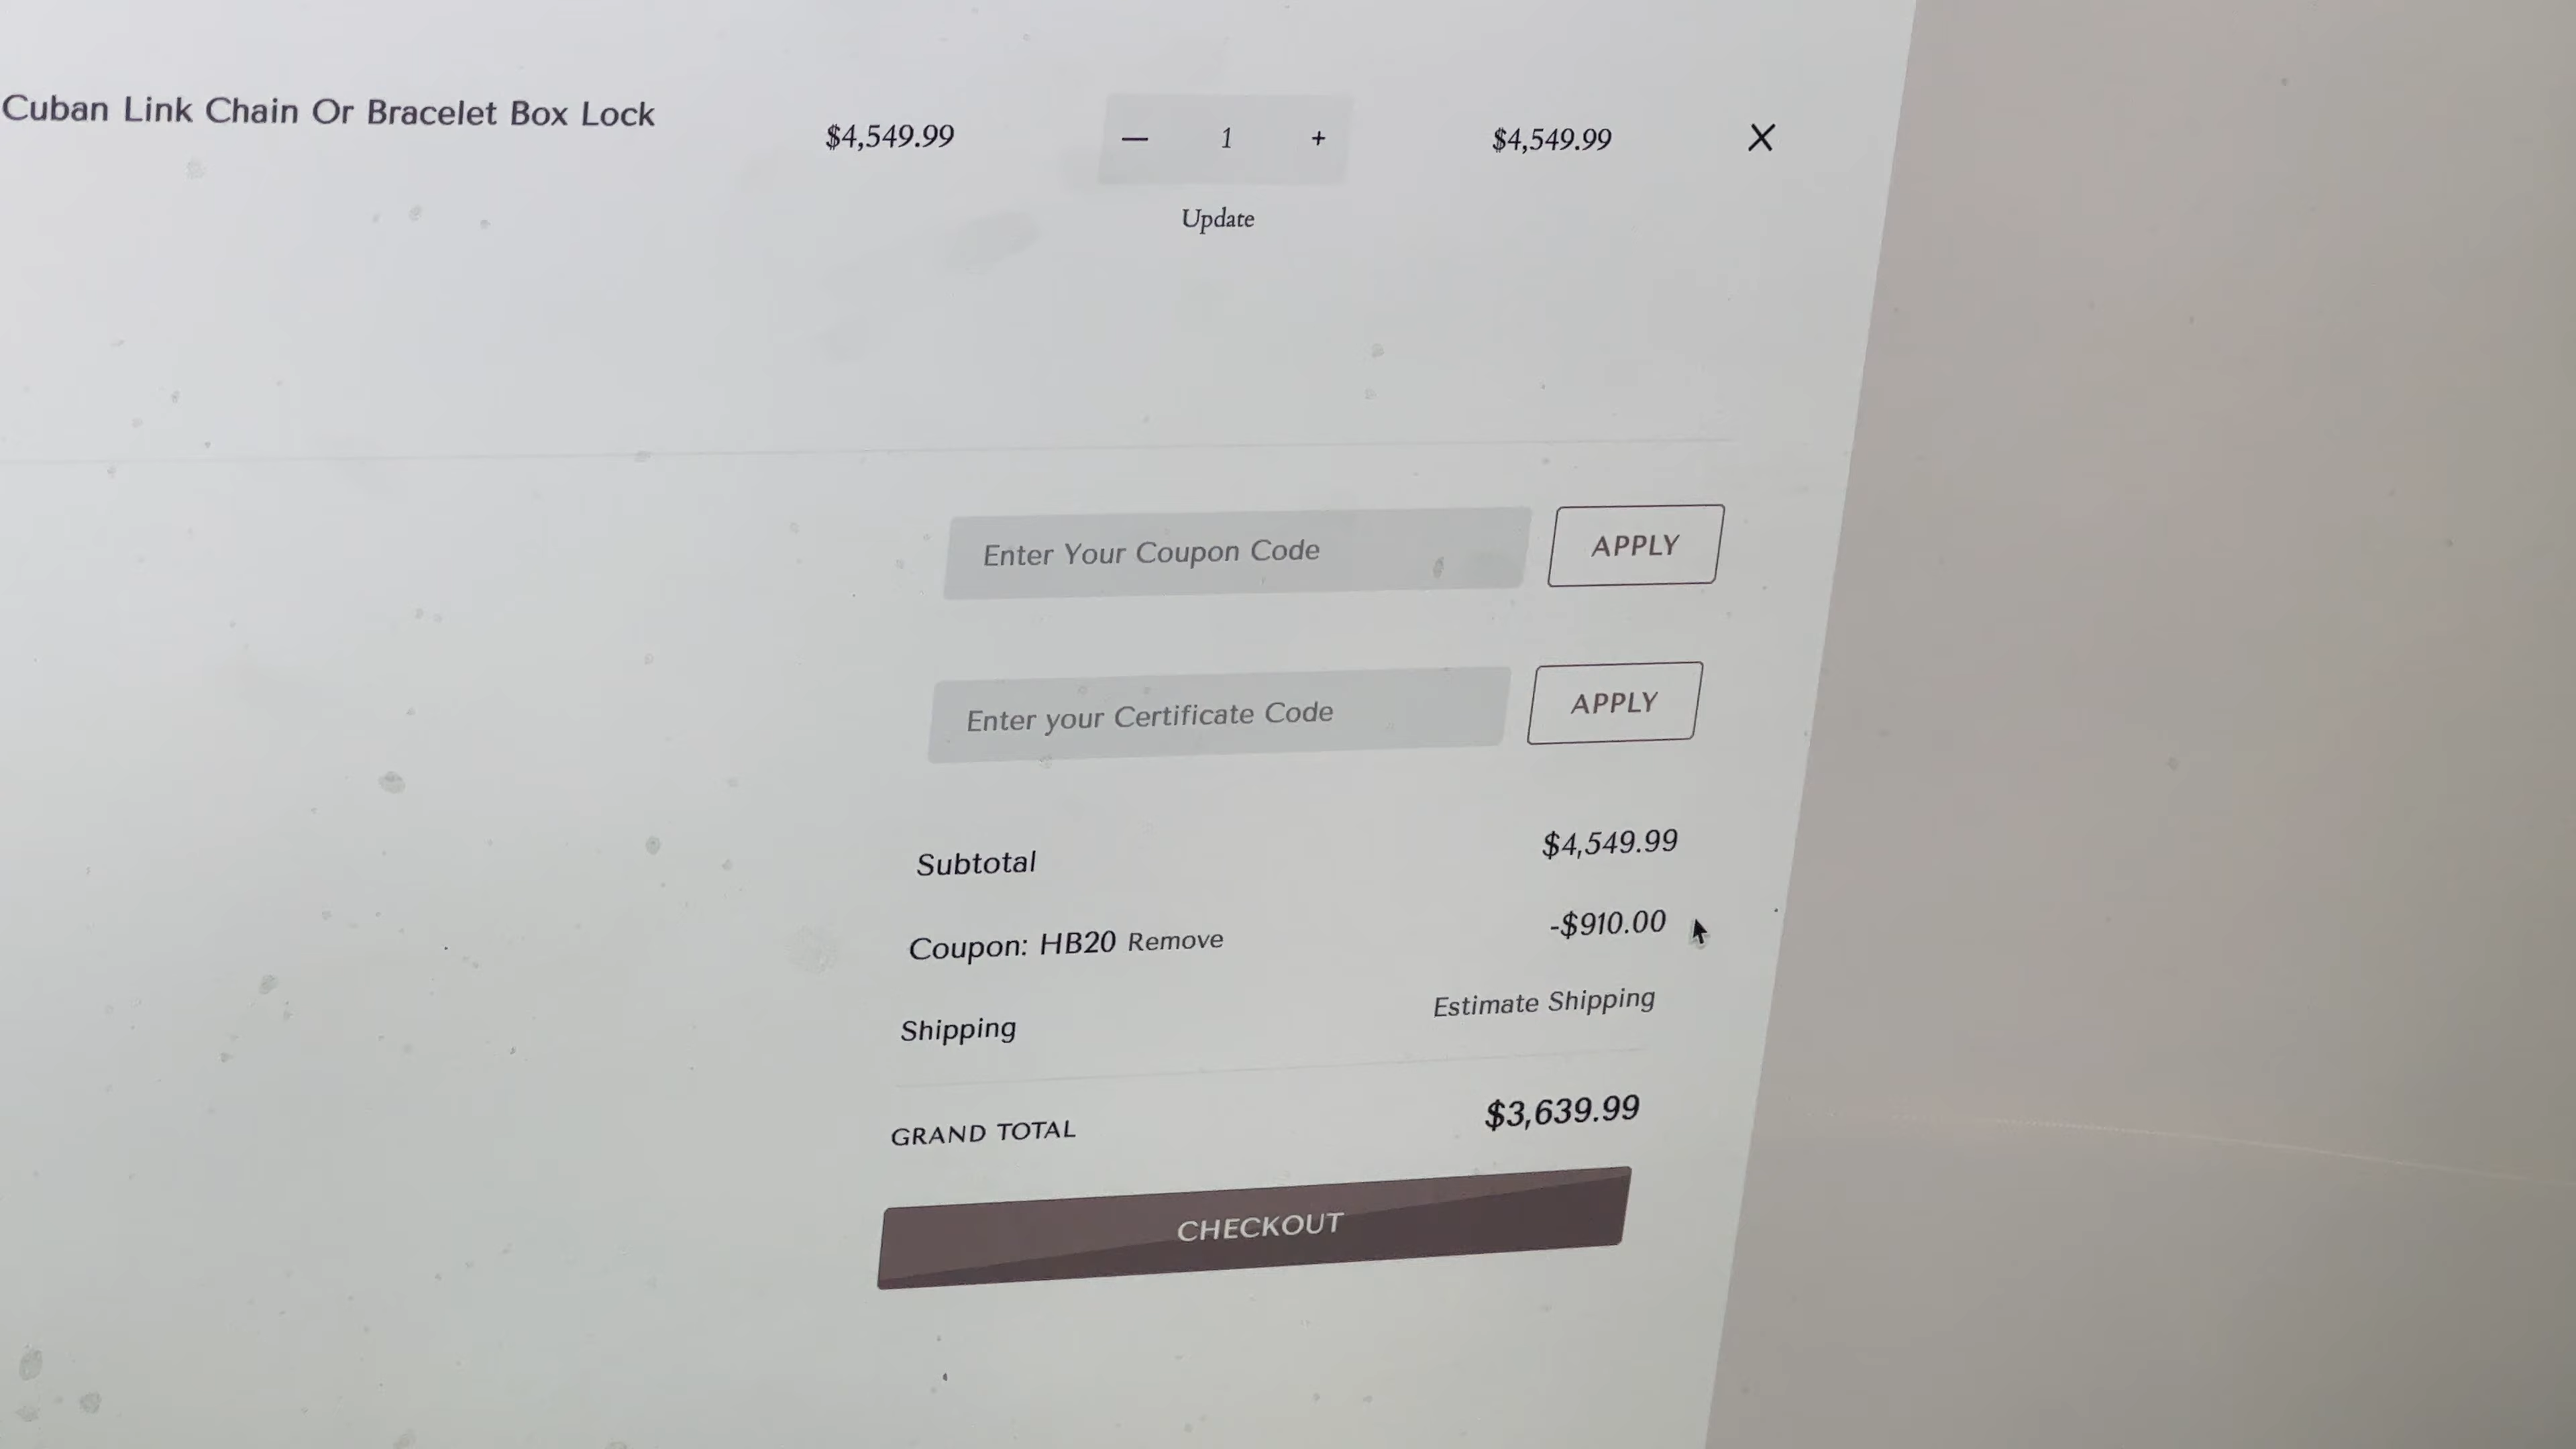 Cuban Link Chain Or Bracelet Box Lock
$4,549.99
— 1 +
$4,549.99
X
Update
Enter Your Coupon Code
APPLY
Enter your Certificate Code
APPLY
Subtotal
$4,549.99
Coupon: HB20 Remove
-$910.00
Shipping
Estimate Shipping
GRAND TOTAL
$3,639.99
CHECKOUT